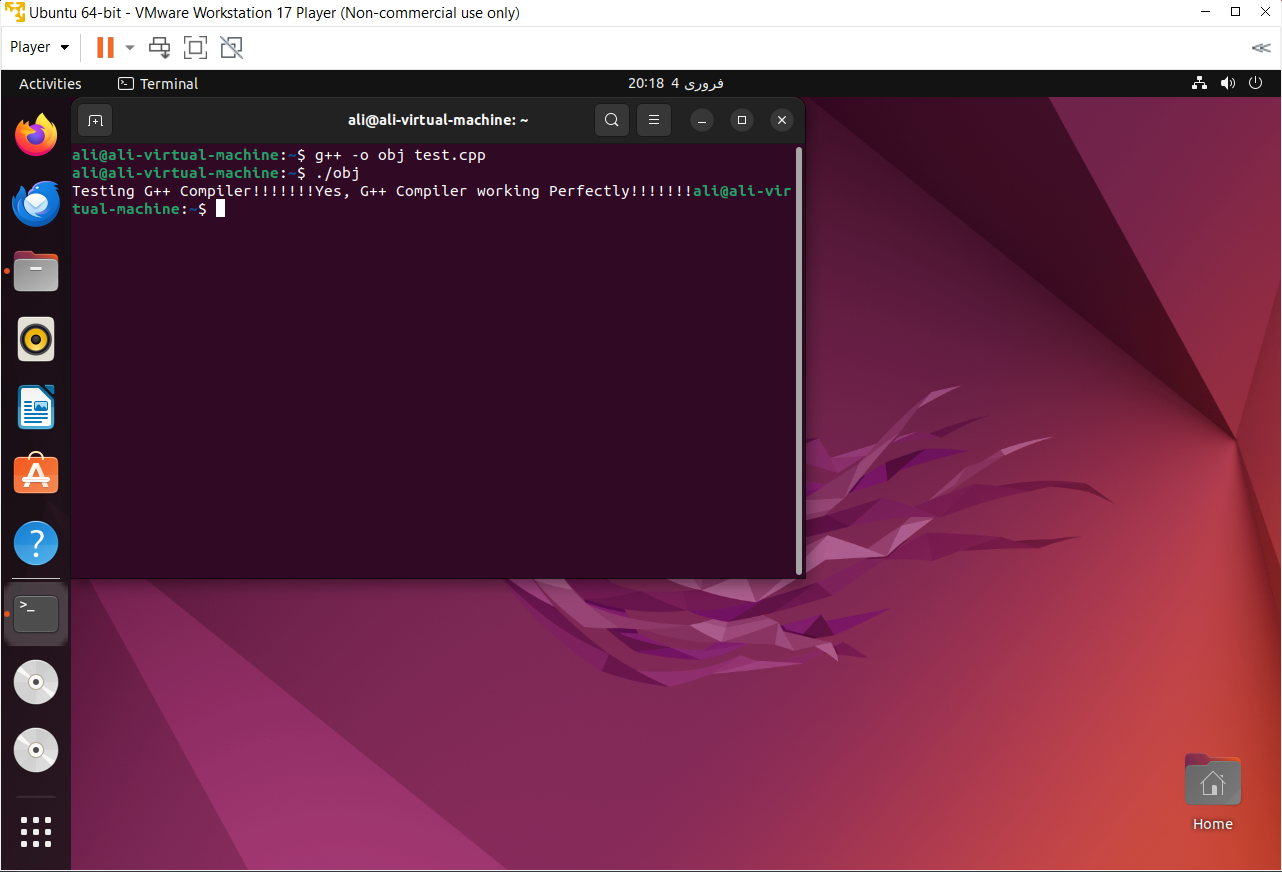 Ubuntu 64-bit - VMware Workstation 17 Player (Non-commercial use only)
Player
Activities
Terminal
20:18 4 فروری
ali@ali-virtual-machine: ~
ali@ali-virtual-machine:~$ g++ -o obj test.cpp
ali@ali-virtual-machine:~$ ./obj
Testing G++ Compiler!!!!!!!Yes, G++ Compiler working Perfectly!!!!!!!ali@ali-vir
tual-machine:~$
Home